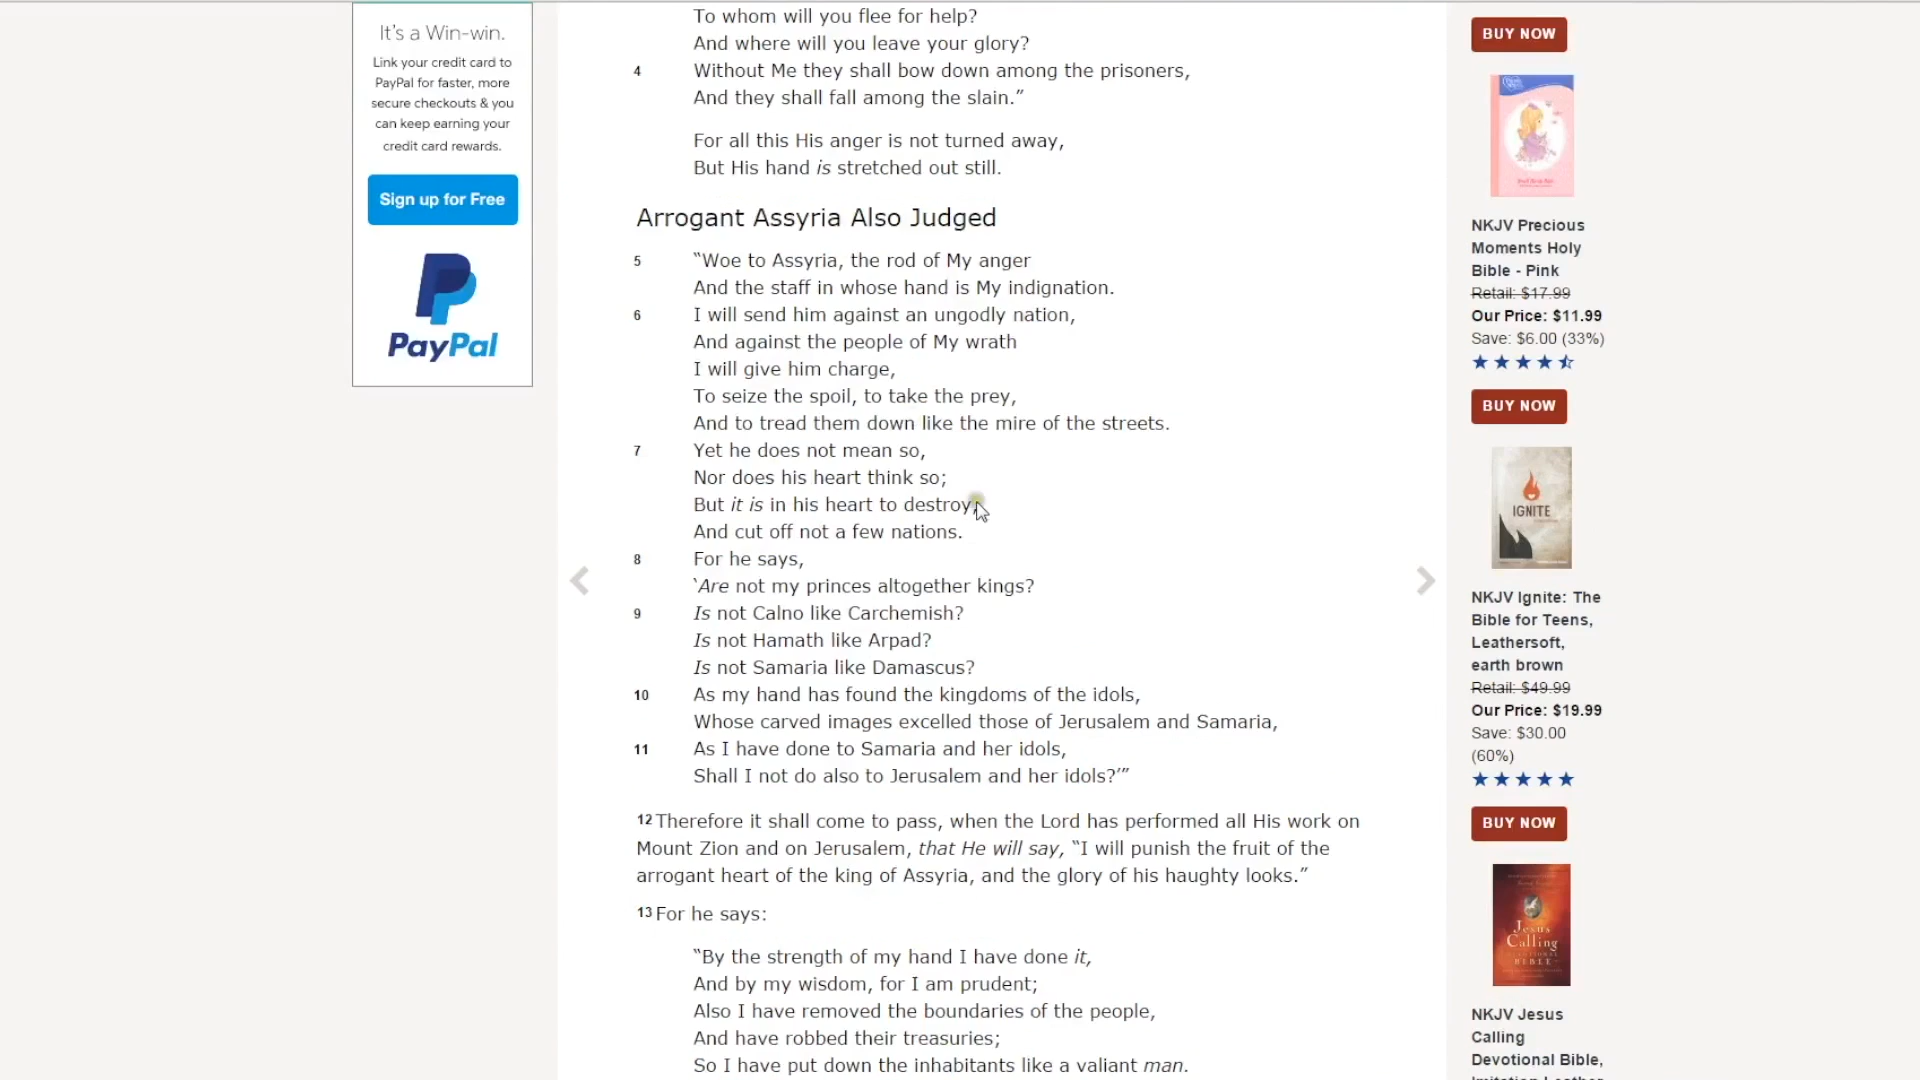 It's a Win-win.
Link your credit card to
PayPal for faster, more
secure checkouts & you
can keep earning your
credit card rewards.
Sign up for Free
PayPal
To whom will you flee for help?
And where will you leave your glory?
4 Without Me they shall bow down among the prisoners,
And they shall fall among the slain.”
For all this His anger is not turned away,
But His hand is stretched out still.
Arrogant Assyria Also Judged
5 “Woe to Assyria, the rod of My anger
And the staff in whose hand is My indignation.
6 I will send him against an ungodly nation,
And against the people of My wrath
I will give him charge,
To seize the spoil, to take the prey,
And to tread them down like the mire of the streets.
7 Yet he does not mean so,
Nor does his heart think so;
But it is in his heart to destroy,
And cut off not a few nations.
8 For he says,
‘Are not my princes altogether kings?
9 Is not Calno like Carchemish?
Is not Hamath like Arpad?
Is not Samaria like Damascus?
10 As my hand has found the kingdoms of the idols,
Whose carved images excelled those of Jerusalem and Samaria,
11 As I have done to Samaria and her idols,
Shall I not do also to Jerusalem and her idols?’”
12 Therefore it shall come to pass, when the Lord has performed all His work on
Mount Zion and on Jerusalem, that He will say, “I will punish the fruit of the
arrogant heart of the king of Assyria, and the glory of his haughty looks.”
13 For he says:
“By the strength of my hand I have done it,
And by my wisdom, for I am prudent;
Also I have removed the boundaries of the people,
And have robbed their treasuries;
So I have put down the inhabitants like a valiant man.
BUY NOW
NKJV Precious
Moments Holy
Bible - Pink
Retail: $17.99
Our Price: $11.99
Save: $6.00 (33%)
BUY NOW
IGNITE
NKJV Ignite: The
Bible for Teens,
Leathersoft,
earth brown
Retail: $49.99
Our Price: $19.99
Save: $30.00
(60%)
BUY NOW
Jesus
Calling
BIBLE
NKJV Jesus
Calling
Devotional Bible,